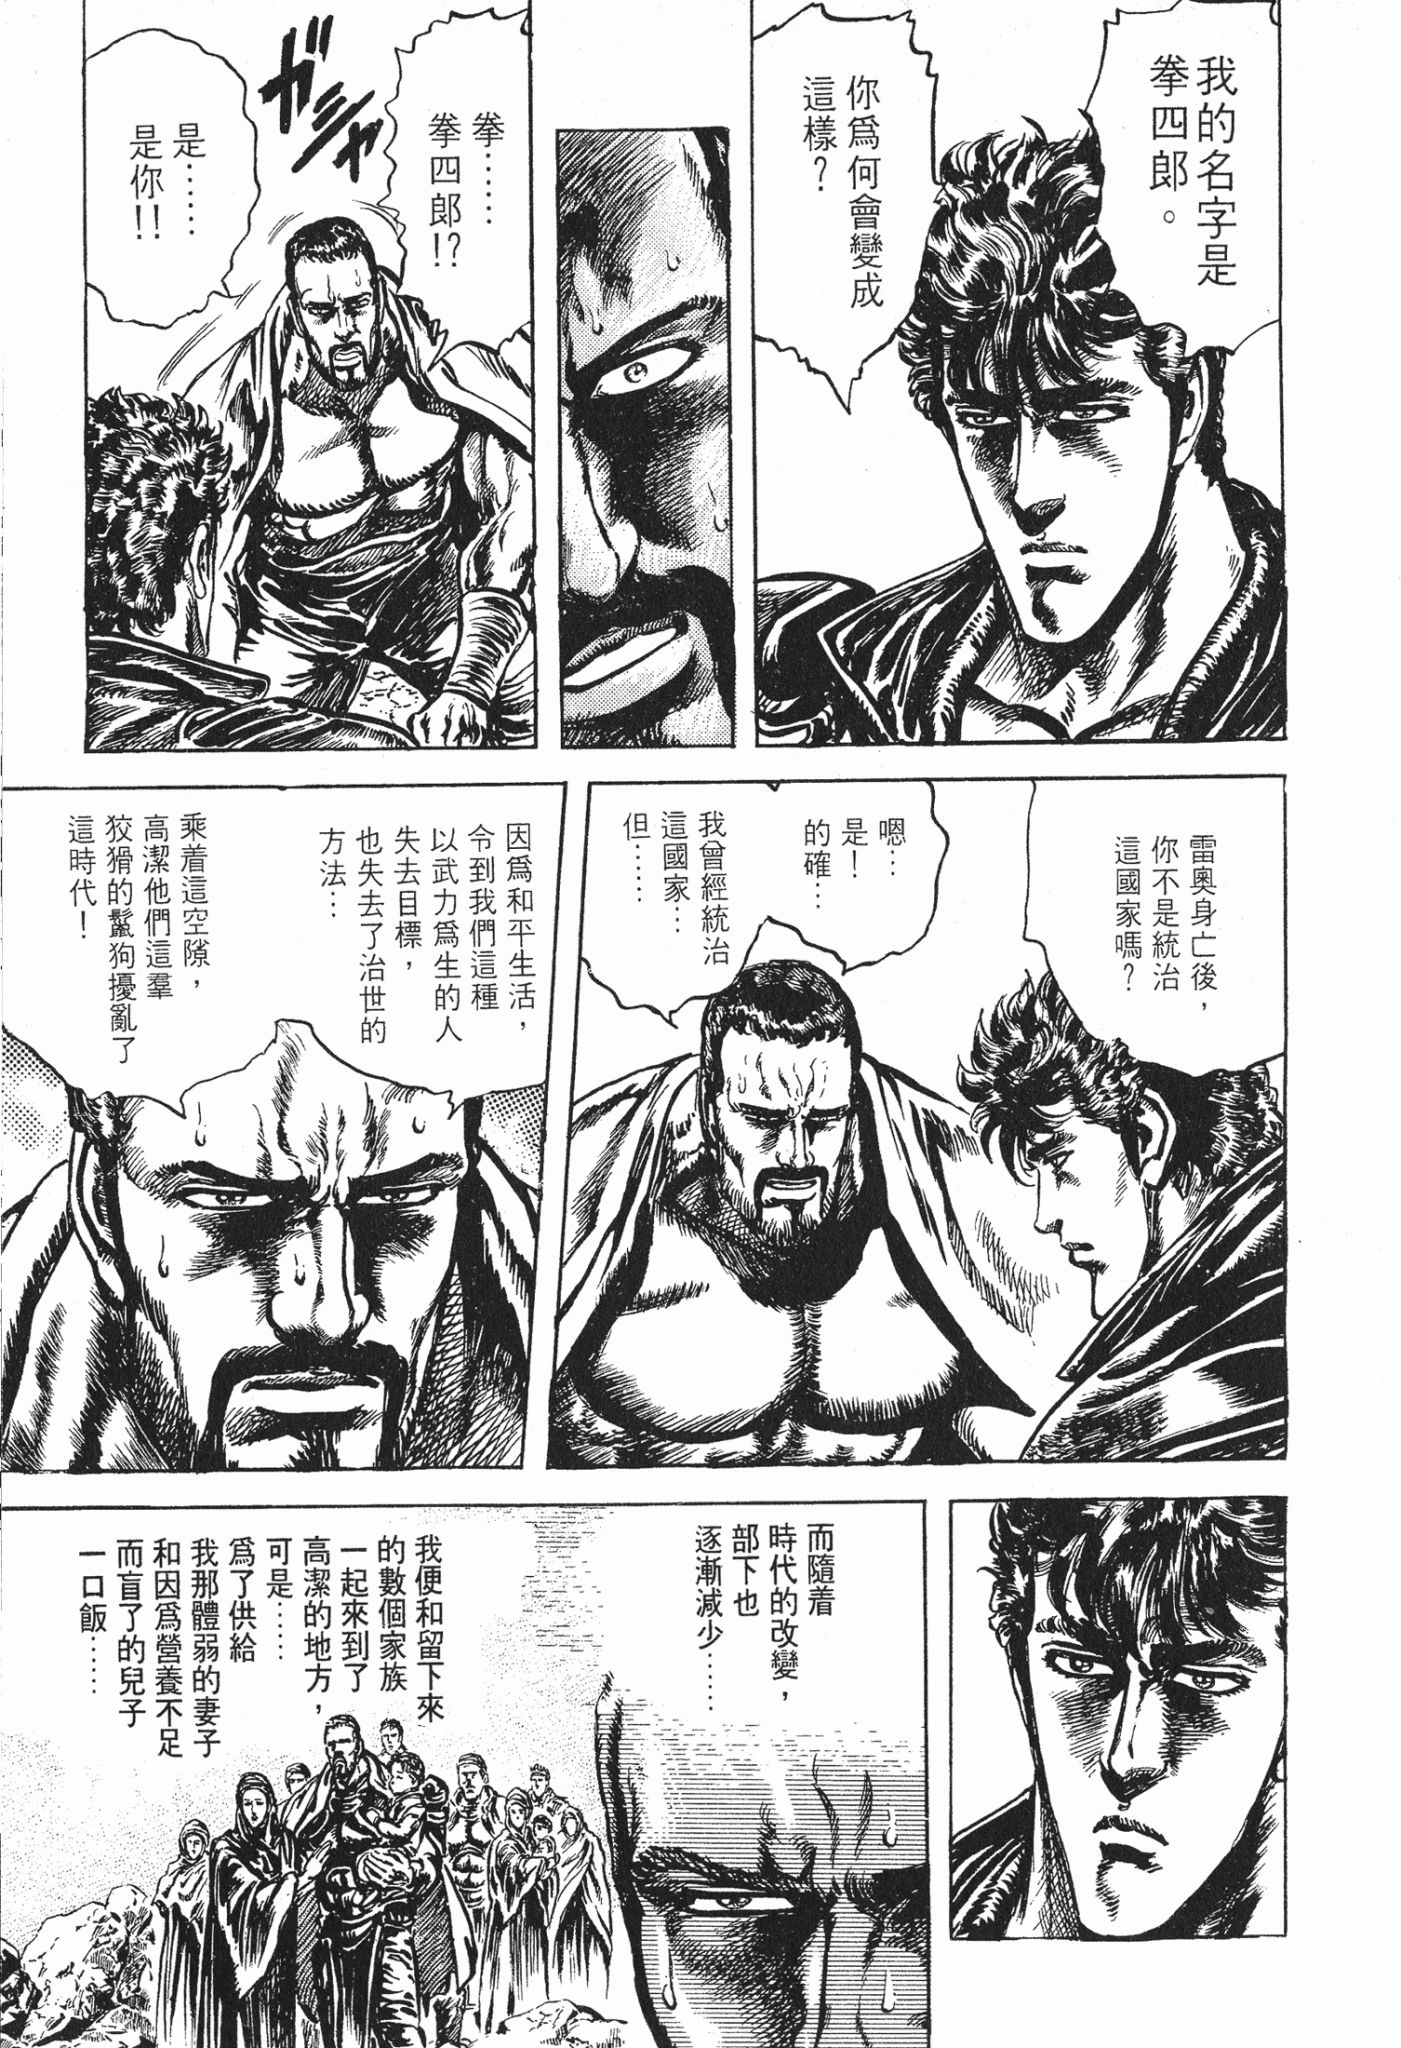 我的名字是
拳四郎。
你爲何會變成
這樣？
拳……
拳四郎!?
ガシャ
是……
是你!!
雷奧身亡後，
你不是統治
這國家嗎？
嗯…
是！
的確…
我曾經統治
這國家…
但……
因爲和平生活，
令到我們這種
以武力爲生的人
失去目標，
也失去了治世的
方法…
乘着這空隙，
高潔他們這羣
狡猾的鬣狗擾亂了
這時代！
而隨着
時代的改變，
部下也
逐漸減少……
我便和留下來
的數個家族
一起來到了
高潔的地方，
可是……
爲了供給
我那體弱的妻子
和因爲營養不足
而盲了的兒子
一口飯……